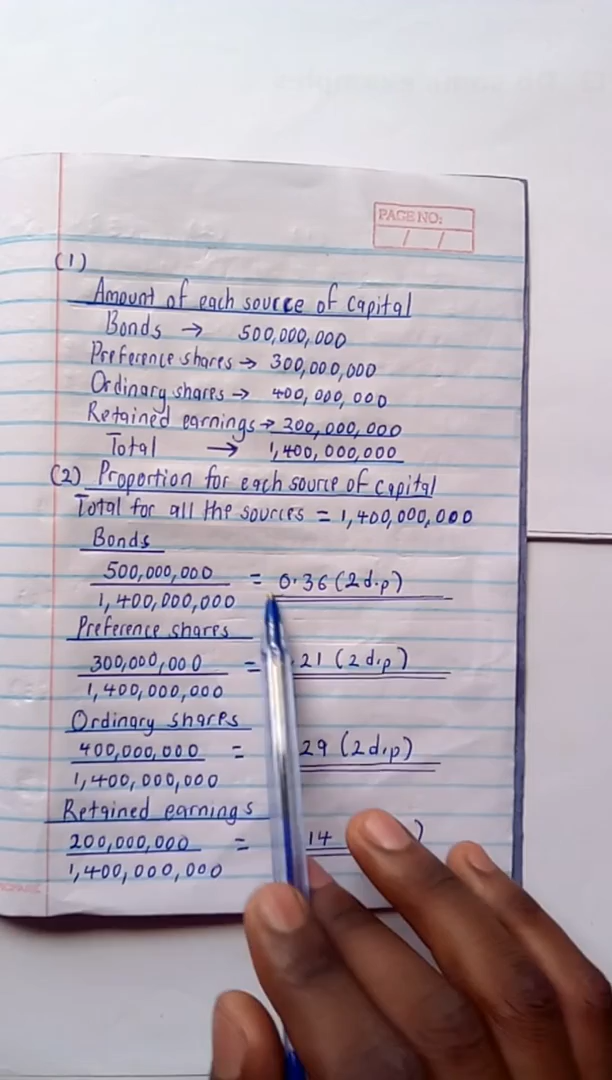 PAGE NO:
/ /
(1)
Amount of each source of capital
Bonds → 500,000,000
Preference shares → 300,000,000
Ordinary shares → 400,000,000
Retained earnings → 200,000,000
Total → 1,400,000,000
(2) Proportion for each source of capital
Total for all the sources = 1,400,000,000
Bonds
500,000,000 = 0.36 (2d.p)
1,400,000,000
Preference shares
300,000,000 = .21 (2d.p)
1,400,000,000
Ordinary shares
400,000,000 = 29 (2d.p)
1,400,000,000
Retained earnings
200,000,000 = 14 )
1,400,000,000